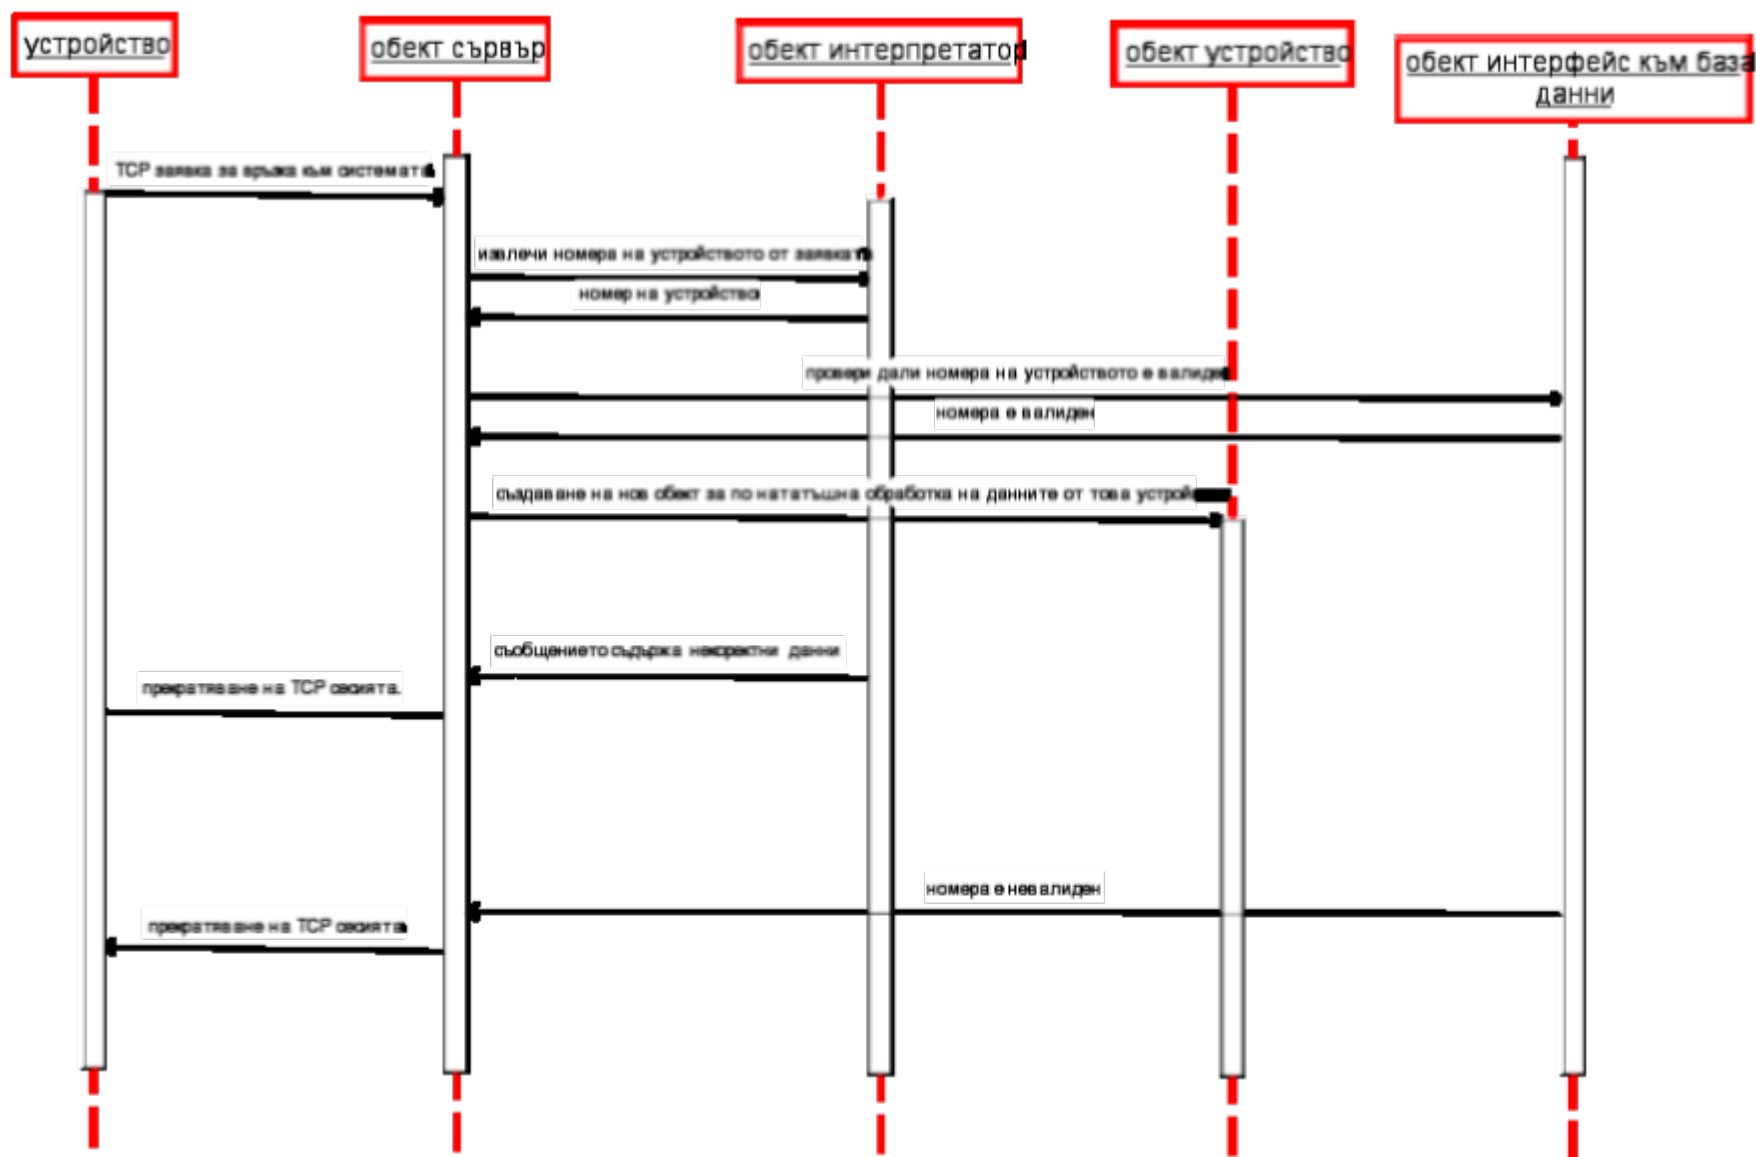 устройство
обект сървър
обект интерпретатор
обект устройство
обект интерфейс към база
данни
TCP заявка за връзка към системата
извлечи номера на устройството от заявката
номер на устройство
провери дали номера на устройството е валиден
номера е валиден
създаване на нов обект за по нататъшна обработка на данните от това устрой
съобщението съдържа некоректни данни
прекратяване на TCP сесията.
номера е невалиден
прекратяване на TCP сесията